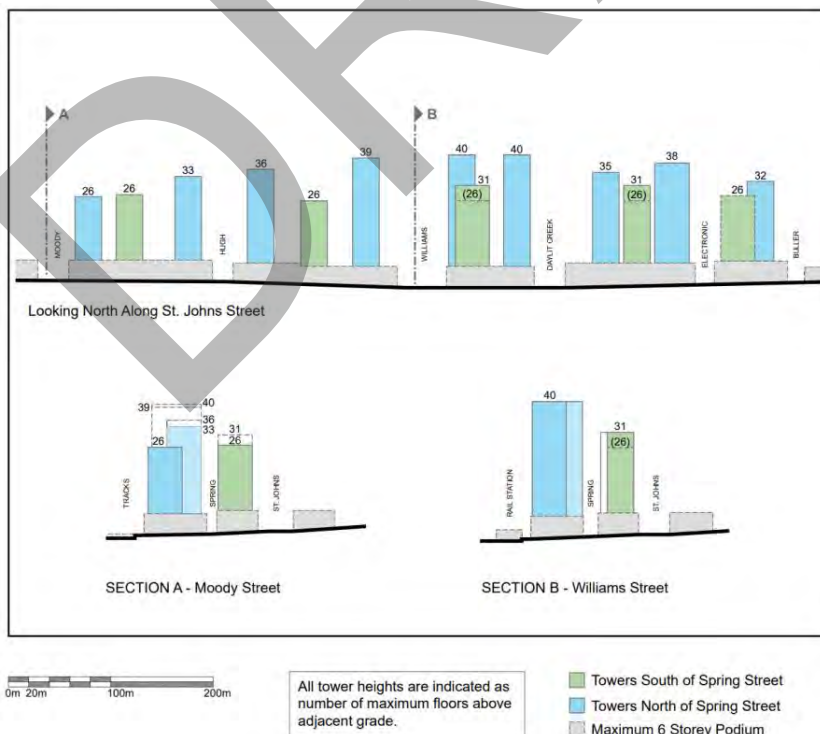 DR
A
B
26
26
33
36
26
39
40
31
(26)
40
35
31
(26)
38
26
32
MOODY
HUGH
WILLIAMS
DAYLIT CREEK
ELECTRONIC
BULLER
Looking North Along St. Johns Street
39
40
36
33
26
31
26
TRACKS
SPRING
ST. JOHNS
40
31
(26)
RAIL STATION
SPRING
ST. JOHNS
SECTION A - Moody Street
SECTION B - Williams Street
0m 20m 100m 200m
All tower heights are indicated as
number of maximum floors above
adjacent grade.
Towers South of Spring Street
Towers North of Spring Street
Maximum 6 Storey Podium